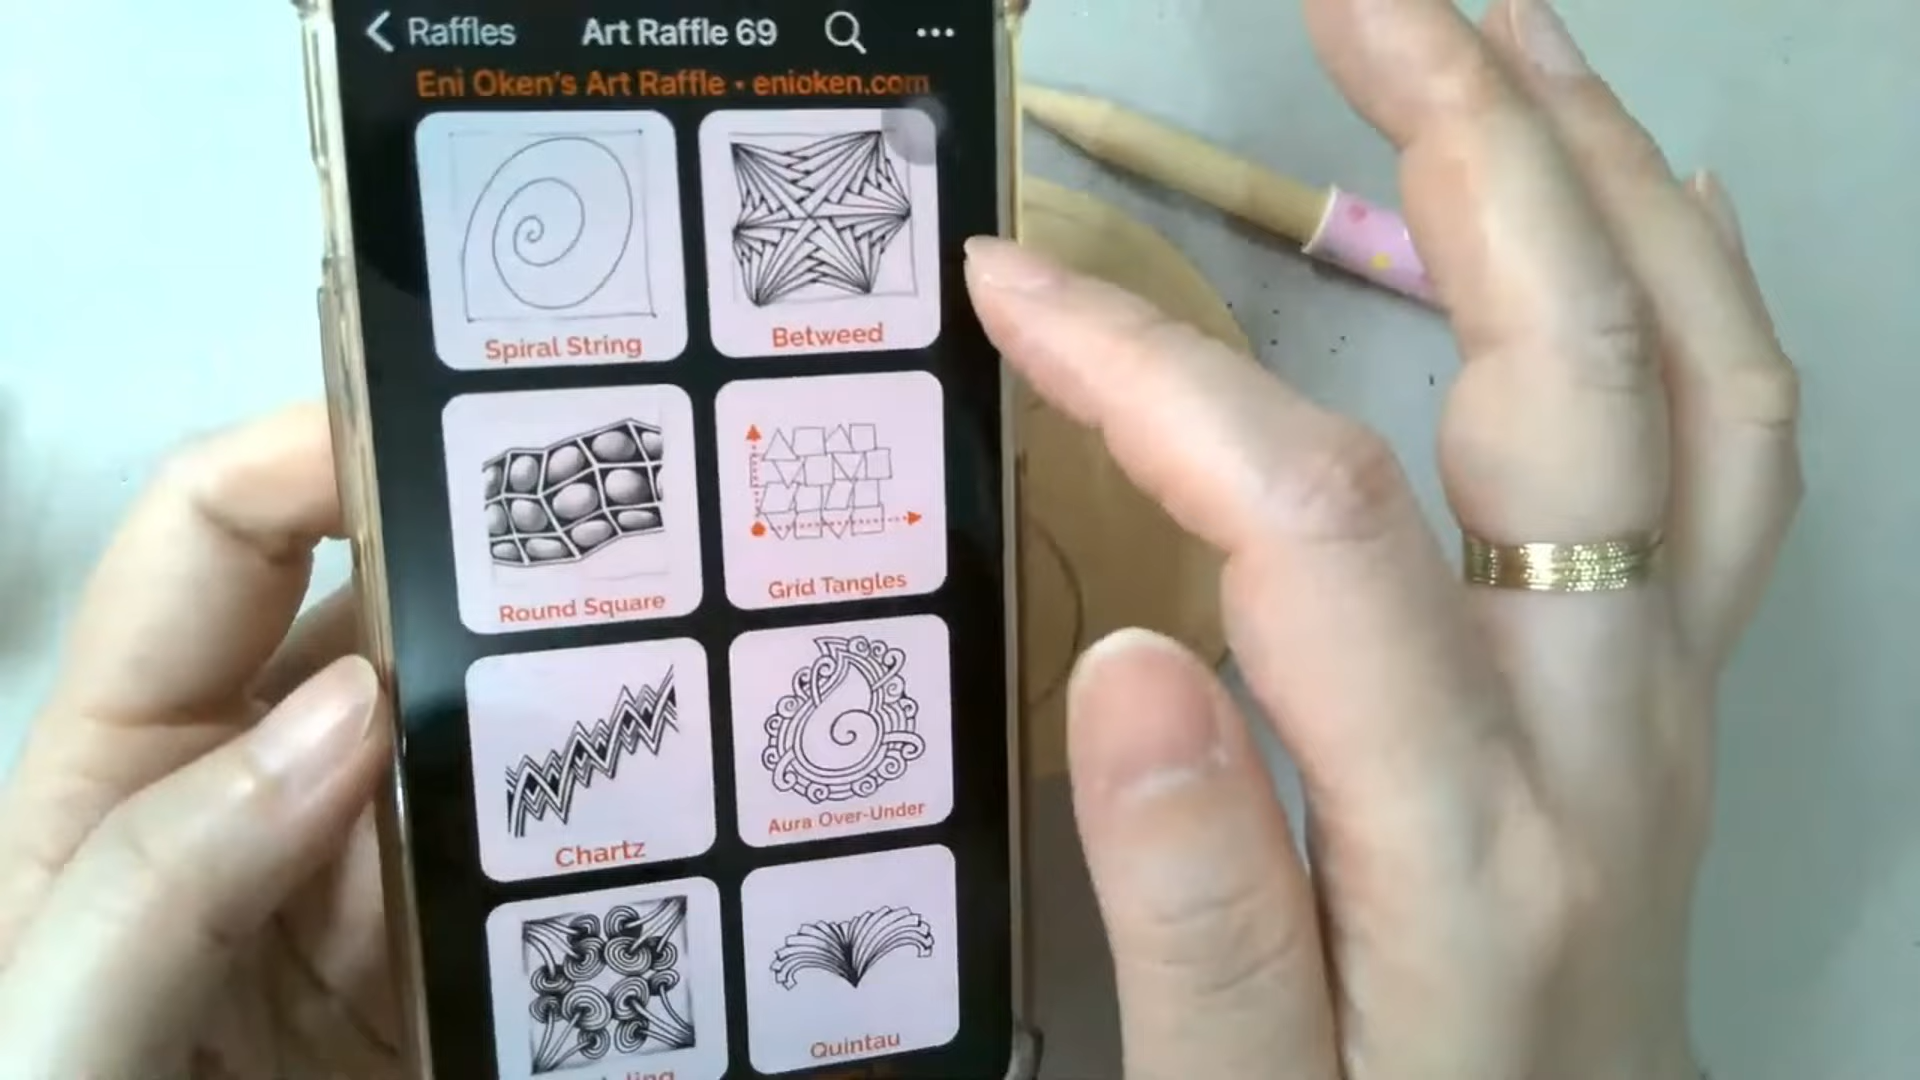 Raffles
Art Raffle 69
Eni Oken's Art Raffle • enioken.com
Spiral String
Betweed
Round Square
Grid Tangles
Chartz
Aura Over-Under
Quintau